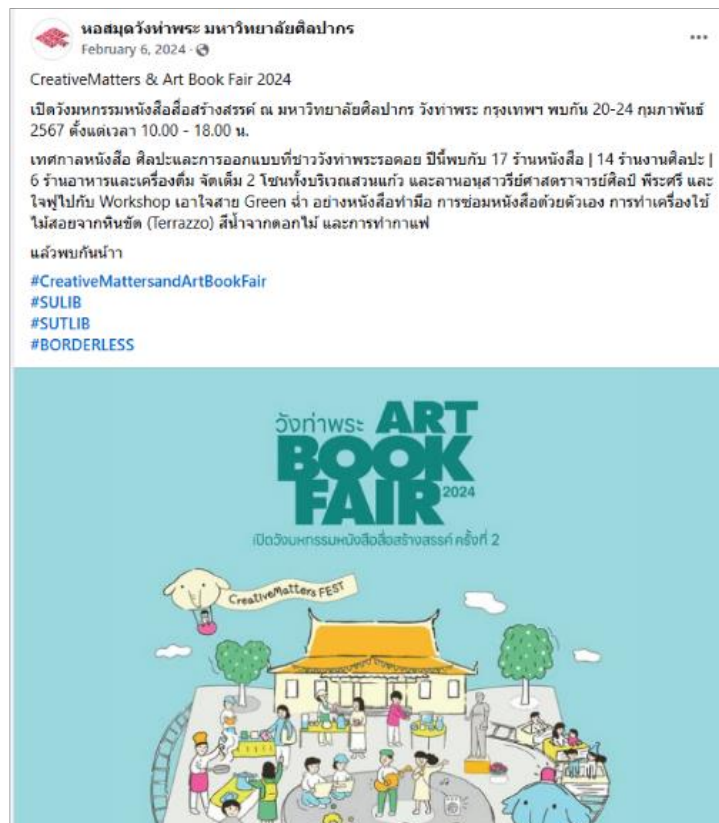 หอสมุดวังท่าพระ มหาวิทยาลัยศิลปากร
February 6, 2024 ·
...
CreativeMatters & Art Book Fair 2024
เปิดวังมหกรรมหนังสือสื่อสร้างสรรค์ ณ มหาวิทยาลัยศิลปากร วังท่าพระ กรุงเทพฯ พบกัน 20-24 กุมภาพันธ์
2567 ตั้งแต่เวลา 10.00 - 18.00 น.
เทศกาลหนังสือ ศิลปะและการออกแบบที่ชาววังท่าพระรอคอย ปีนี้พบกับ 17 ร้านหนังสือ | 14 ร้านงานศิลปะ |
6 ร้านอาหารและเครื่องดื่ม จัดเต็ม 2 โซนทั้งบริเวณสวนแก้ว และลานอนุสาวรีย์ศาสตราจารย์ศิลป์ พีระศรี และ
ใจฟูไปกับ Workshop เอาใจสาย Green ฉ่ำ อย่างหนังสือทำมือ การซ่อมหนังสือด้วยตัวเอง การทำเครื่องใช้
ไม้สอยจากหินขัด (Terrazzo) สีน้ำจากดอกไม้ และการทำกาแฟ
แล้วพบกันน้าา
#CreativeMattersandArtBookFair
#SULIB
#SUTLIB
#BORDERLESS
วังท่าพระ ART
BOOK
FAIR 2024
เปิดวังมหกรรมหนังสือสื่อสร้างสรรค์ ครั้งที่ 2
CreativeMatters FEST